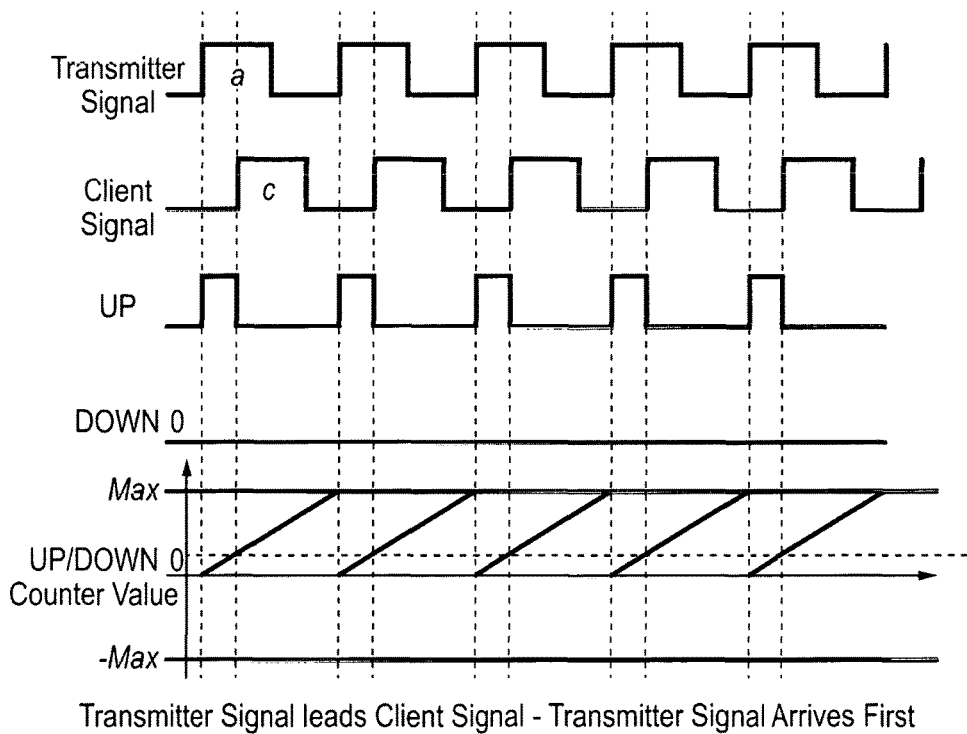 Transmitter
Signal
a
Client
Signal
c
UP
DOWN 0
Max
UP/DOWN 0
Counter Value
-Max
Transmitter Signal leads Client Signal - Transmitter Signal Arrives First